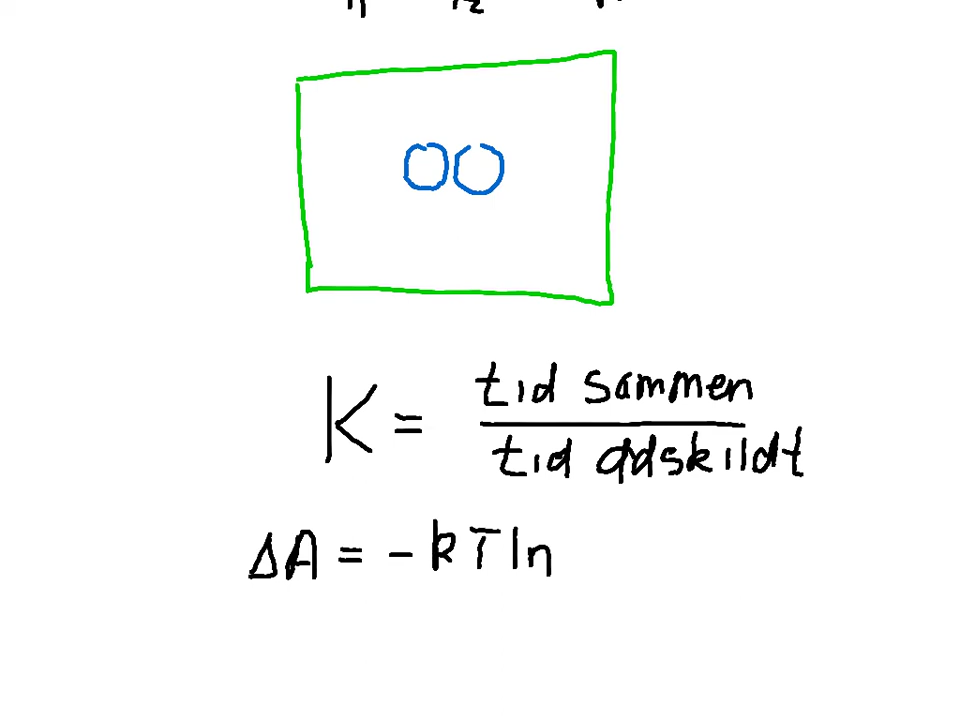 K = tid sammen / tid adskildt
ΔA = - kT ln